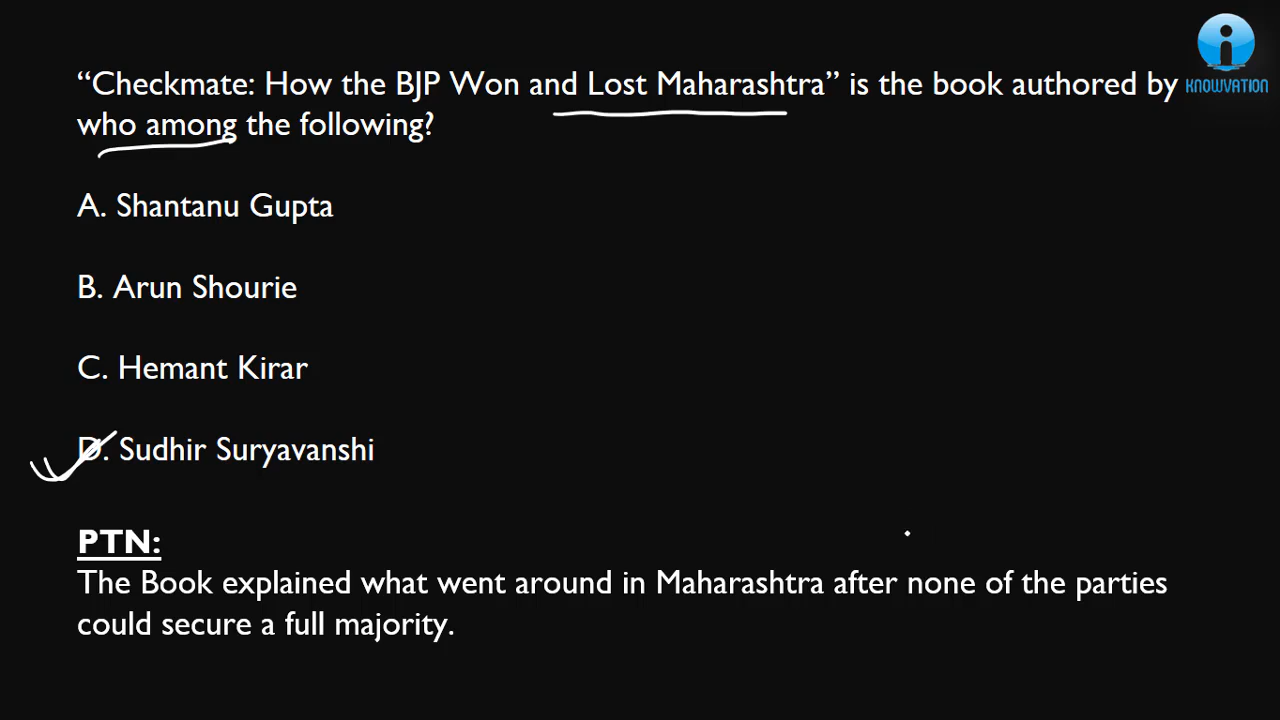 “Checkmate: How the BJP Won and Lost Maharashtra” is the book authored by
who among the following?
A. Shantanu Gupta
B. Arun Shourie
C. Hemant Kirar
D. Sudhir Suryavanshi
PTN:
The Book explained what went around in Maharashtra after none of the parties
could secure a full majority.
KNOWVATION